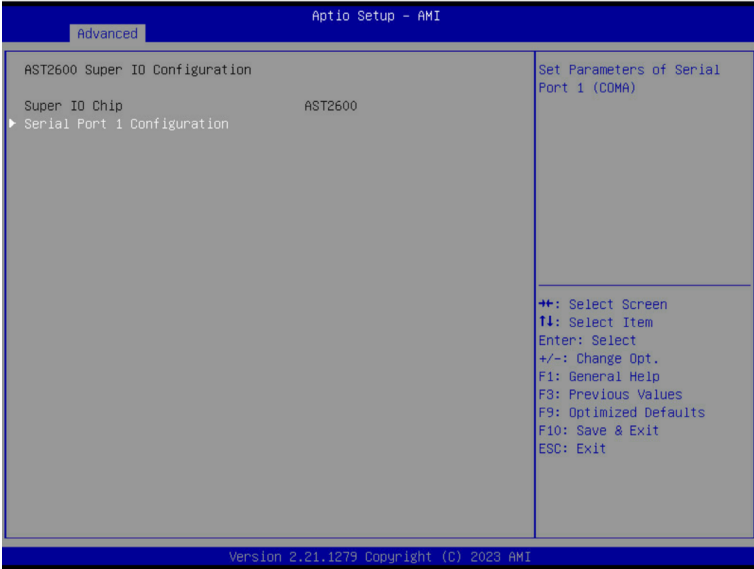 Aptio Setup – AMI
Advanced
AST2600 Super IO Configuration
Super IO Chip AST2600
▶ Serial Port 1 Configuration
Set Parameters of Serial
Port 1 (COMA)
→←: Select Screen
↑↓: Select Item
Enter: Select
+/-: Change Opt.
F1: General Help
F3: Previous Values
F9: Optimized Defaults
F10: Save & Exit
ESC: Exit
Version 2.21.1279 Copyright (C) 2023 AMI